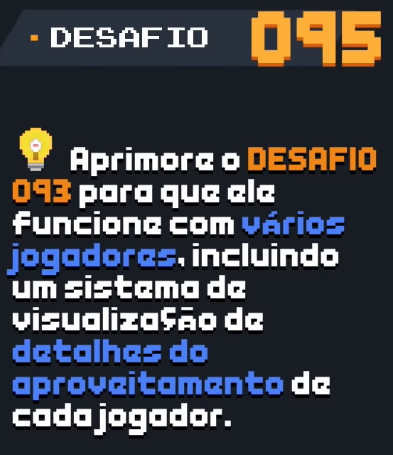 DESAFIO 095
Aprimore o DESAFIO
093 para que ele
funcione com vários
jogadores, incluindo
um sistema de
visualização de
detalhes do
aproveitamento de
cada jogador.